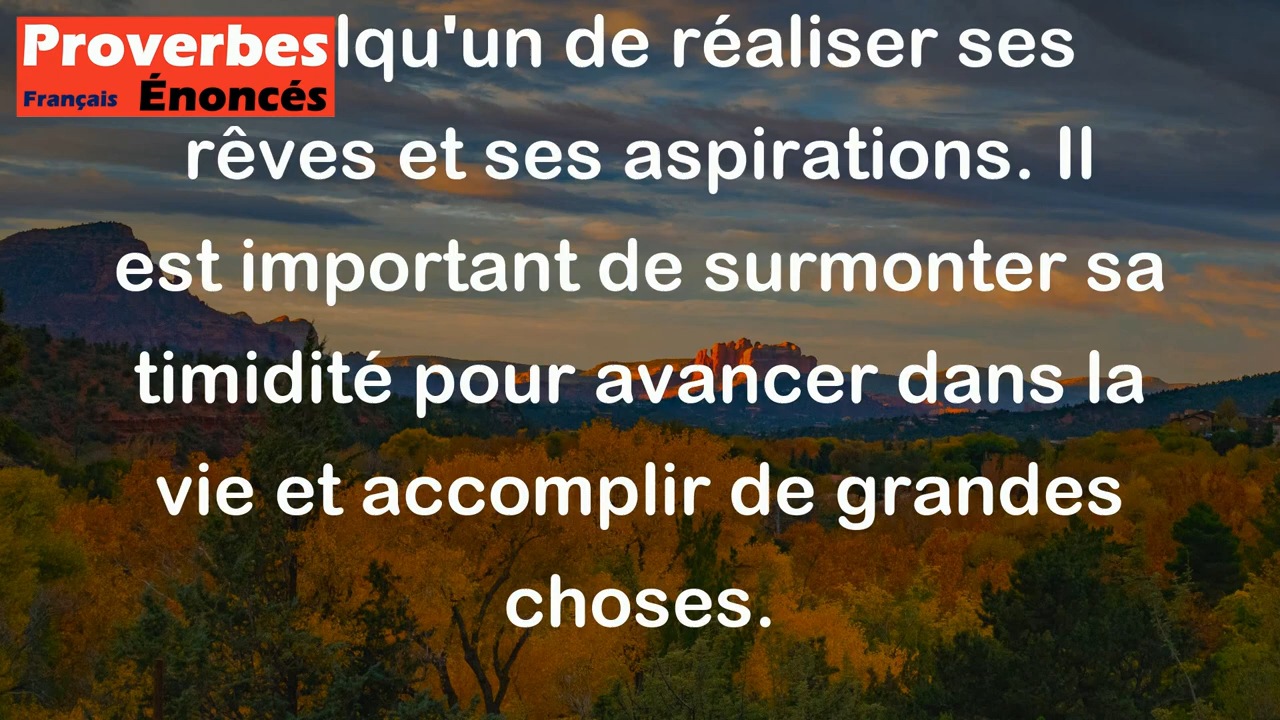 Proverbes
Français Énoncés
lqu'un de réaliser ses
rêves et ses aspirations. Il
est important de surmonter sa
timidité pour avancer dans la
vie et accomplir de grandes
choses.